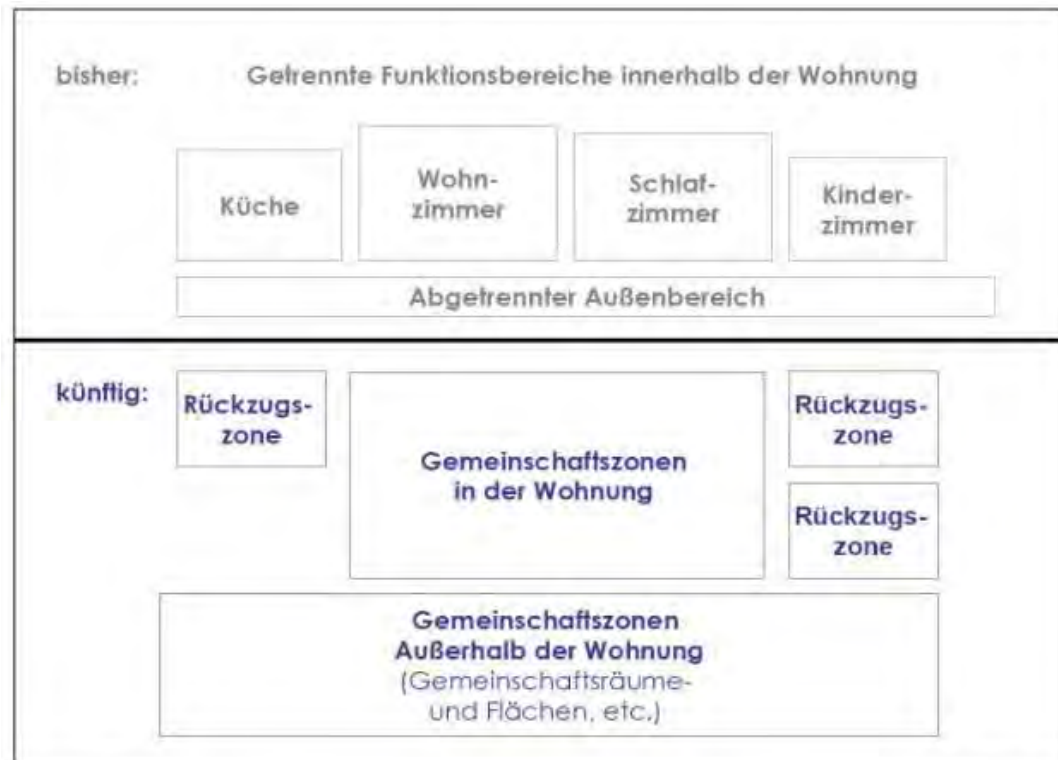 bisher: Getrennte Funktionsbereiche innerhalb der Wohnung
Küche
Wohn-
zimmer
Schlaf-
zimmer
Kinder-
zimmer
Abgetrennter Außenbereich
künftig:
Rückzugs-
zone
Gemeinschaftszonen
in der Wohnung
Rückzugs-
zone
Rückzugs-
zone
Gemeinschaftszonen
Außerhalb der Wohnung
(Gemeinschaftsräume-
und Flächen, etc.)